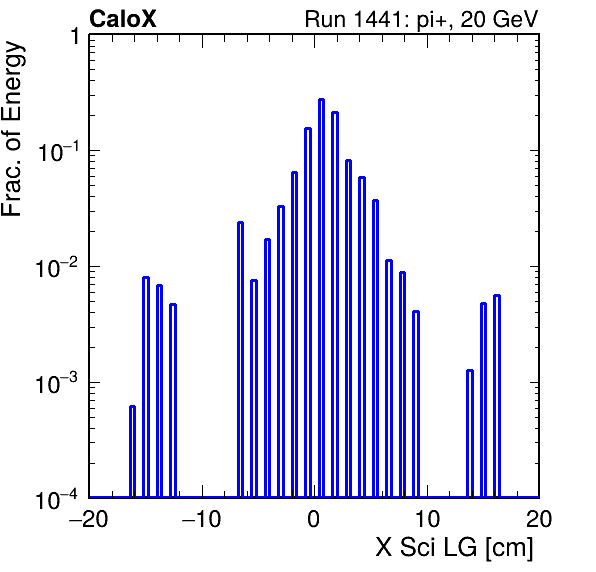 CaloX Run 1441: pi+, 20 GeV
Frac. of Energy
1
10⁻¹
10⁻²
10⁻³
10⁻⁴
−20 −10 0 10 20
X Sci LG [cm]